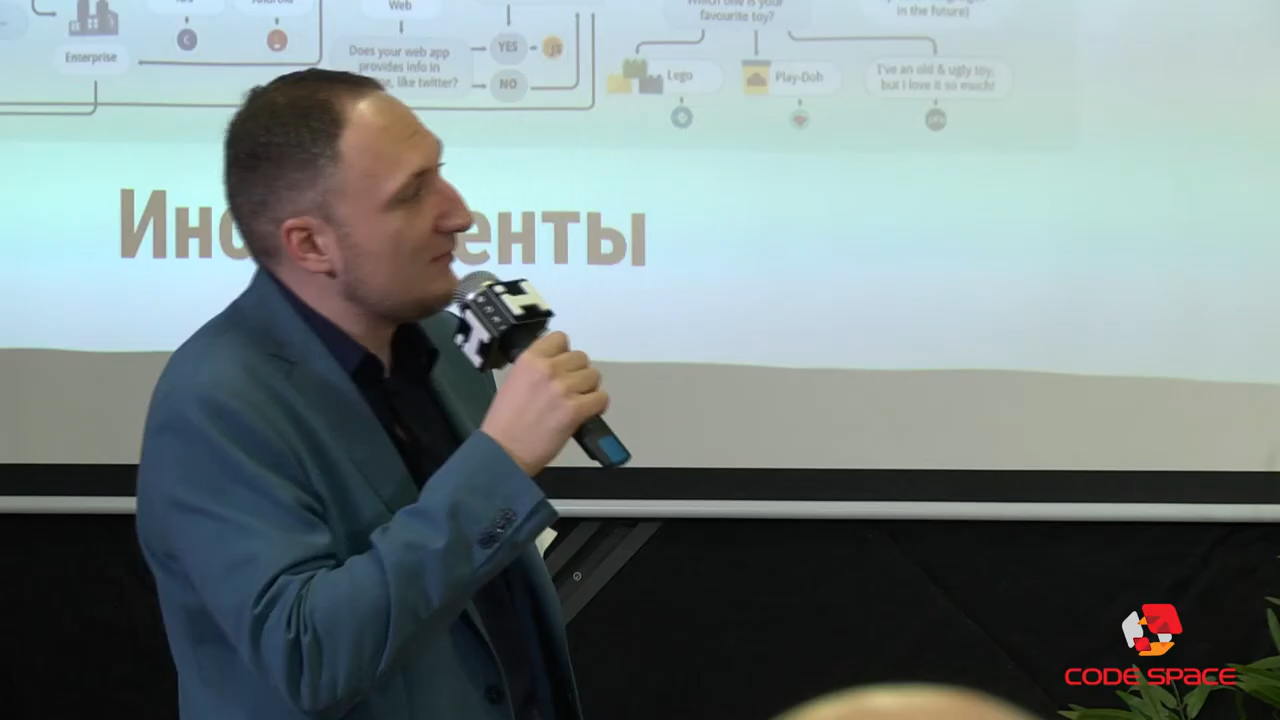 Web
Which one is your
favourite toy?
in the future)
Enterprise
Does your web app
provides info in
like twitter?
YES
JS
NO
Lego
Play-Doh
I've an old & ugly toy,
but i love it so much!
енты
CODE SPACE